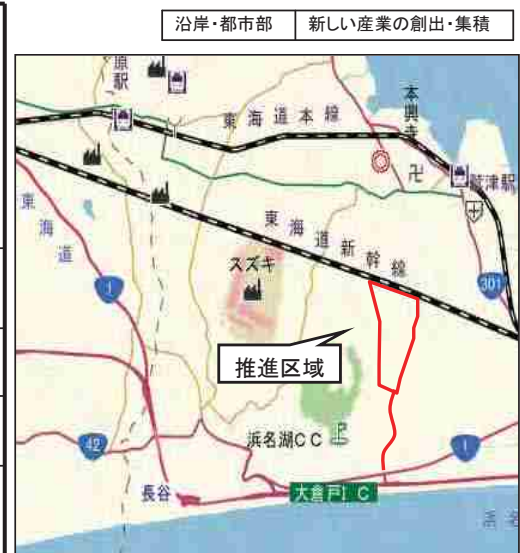 沿岸・都市部 新しい産業の創出・集積
原駅
東海道本線
本興寺
鷲津駅
東海道
東海道新幹線
スズキ
1
301
推進区域
浜名湖CC
42
1
長谷
大倉戸IC
浜名